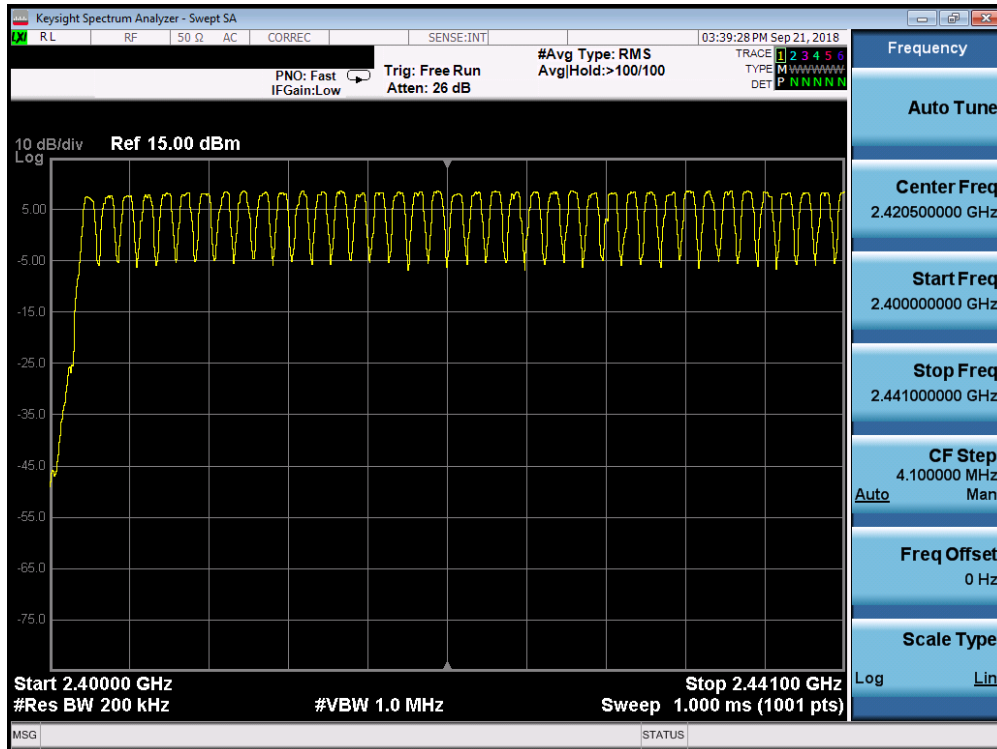 Keysight Spectrum Analyzer - Swept SA
LXI RL RF 50 Ω AC CORREC SENSE:INT 03:39:28 PM Sep 21, 2018
PNO: Fast
IFGain:Low
Trig: Free Run
Atten: 26 dB
#Avg Type: RMS
Avg|Hold:>100/100
TRACE 1 2 3 4 5 6
TYPE M WWWWW
DET P N N N N N
10 dB/div Ref 15.00 dBm
Log
5.00
-5.00
-15.0
-25.0
-35.0
-45.0
-55.0
-65.0
-75.0
Start 2.40000 GHz Stop 2.44100 GHz
#Res BW 200 kHz #VBW 1.0 MHz Sweep 1.000 ms (1001 pts)
MSG STATUS
Frequency
Auto Tune
Center Freq
2.420500000 GHz
Start Freq
2.400000000 GHz
Stop Freq
2.441000000 GHz
CF Step
4.100000 MHz
Auto Man
Freq Offset
0 Hz
Scale Type
Log Lin